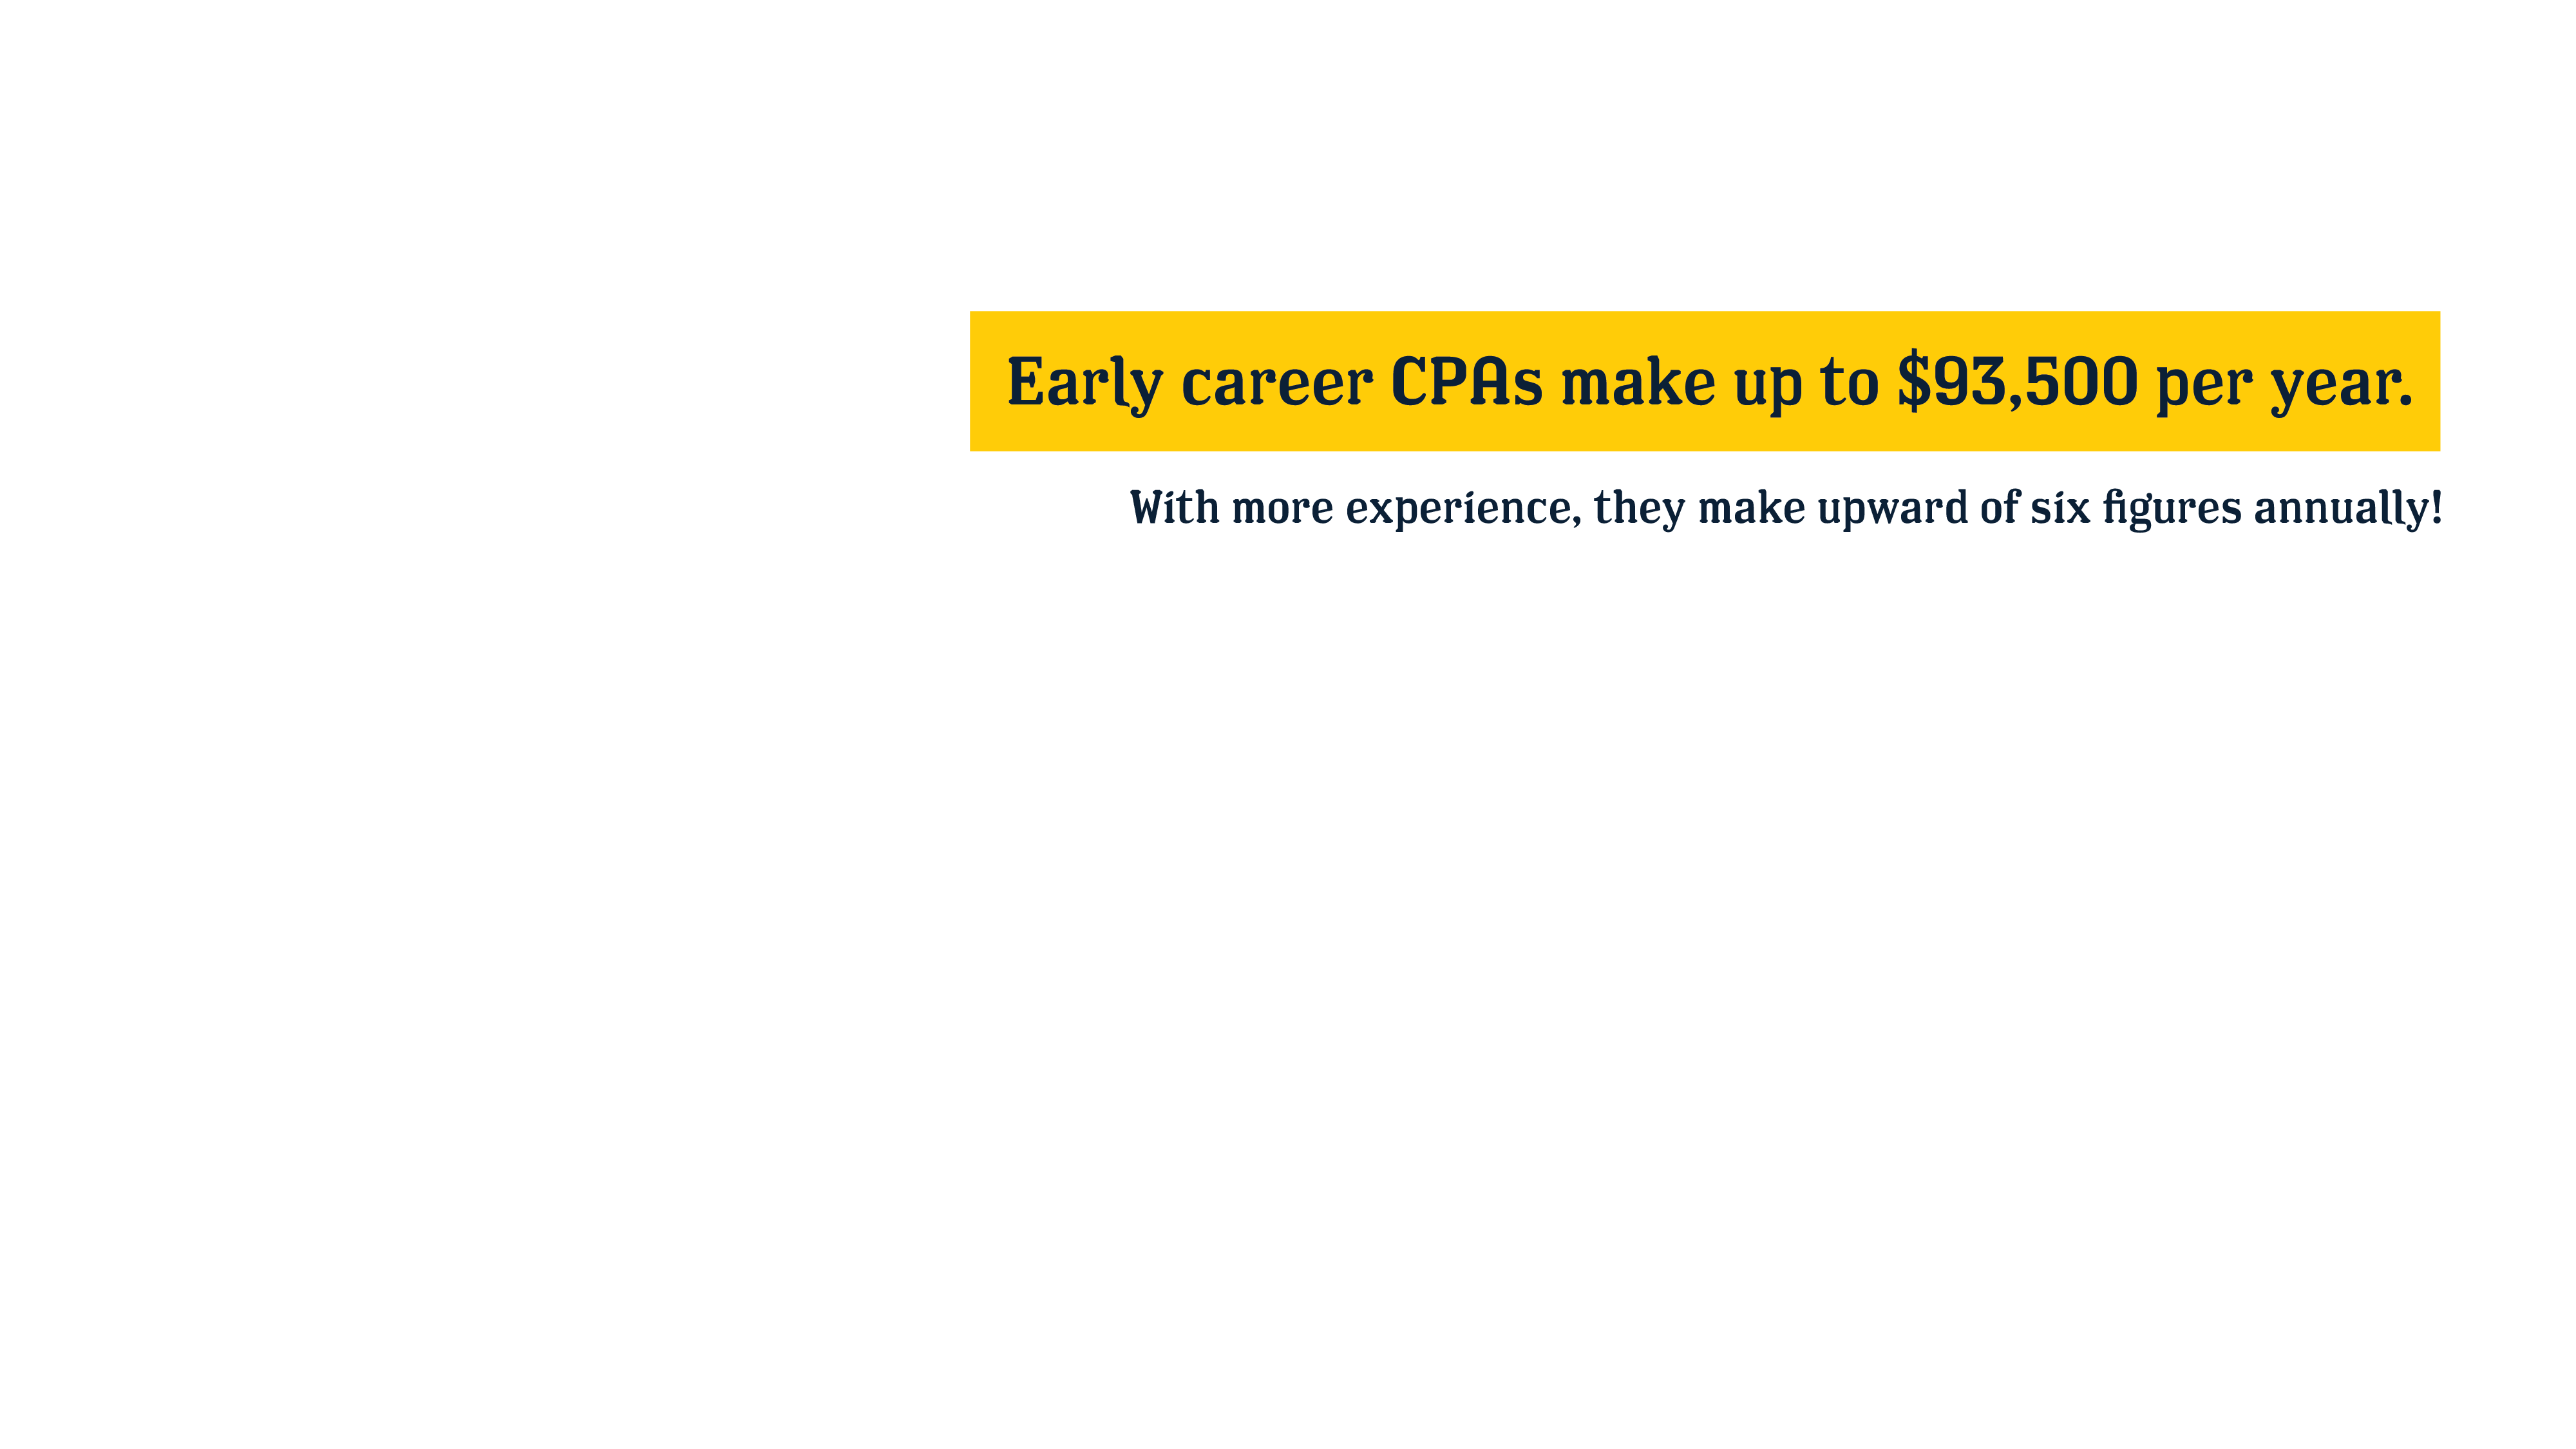 Early career CPAs make up to $93,500 per year.
With more experience, they make upward of six figures annually!